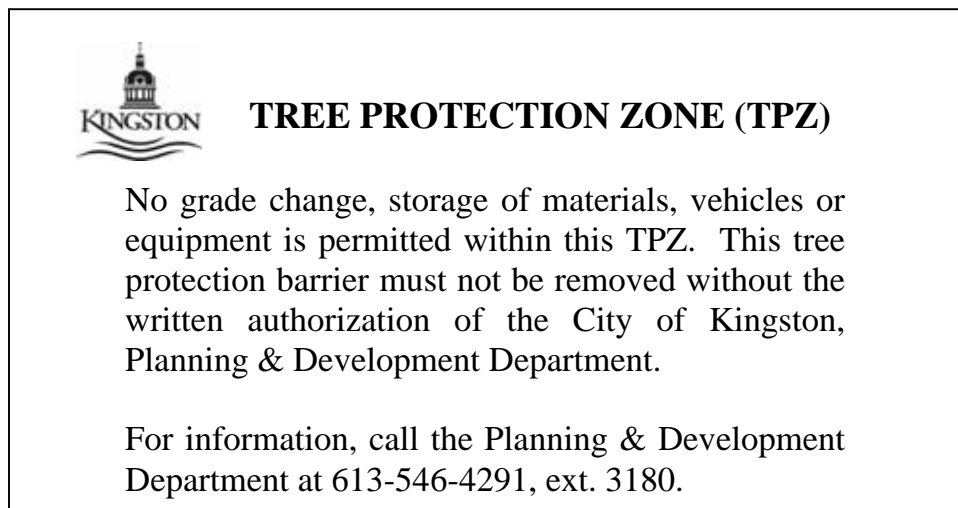 KINGSTON
TREE PROTECTION ZONE (TPZ)
No grade change, storage of materials, vehicles or
equipment is permitted within this TPZ. This tree
protection barrier must not be removed without the
written authorization of the City of Kingston,
Planning & Development Department.
For information, call the Planning & Development
Department at 613-546-4291, ext. 3180.